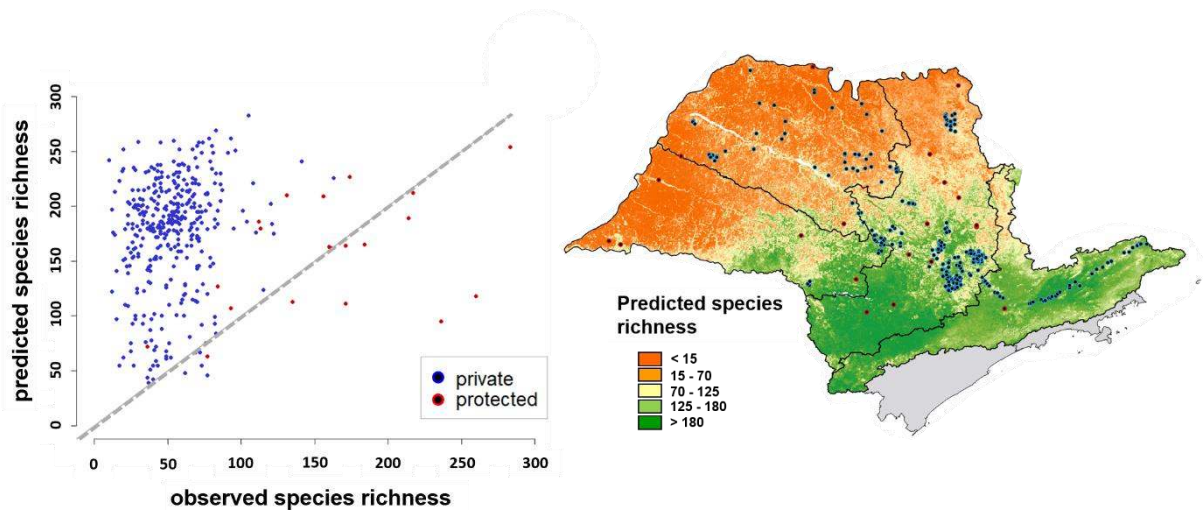 300
250
200
150
100
50
0
predicted species richness
private
protected
0 50 100 150 200 250 300
observed species richness
Predicted species
richness
< 15
15 - 70
70 - 125
125 - 180
> 180